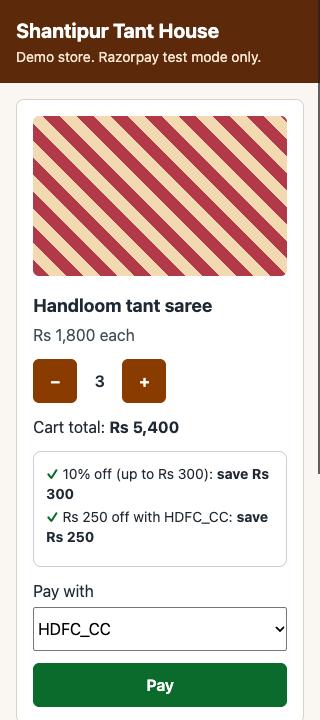 Shantipur Tant House
Demo store. Razorpay test mode only.
Handloom tant saree
Rs 1,800 each
− 3 +
Cart total: Rs 5,400
✓ 10% off (up to Rs 300): save Rs
300
✓ Rs 250 off with HDFC_CC: save
Rs 250
Pay with
HDFC_CC
Pay